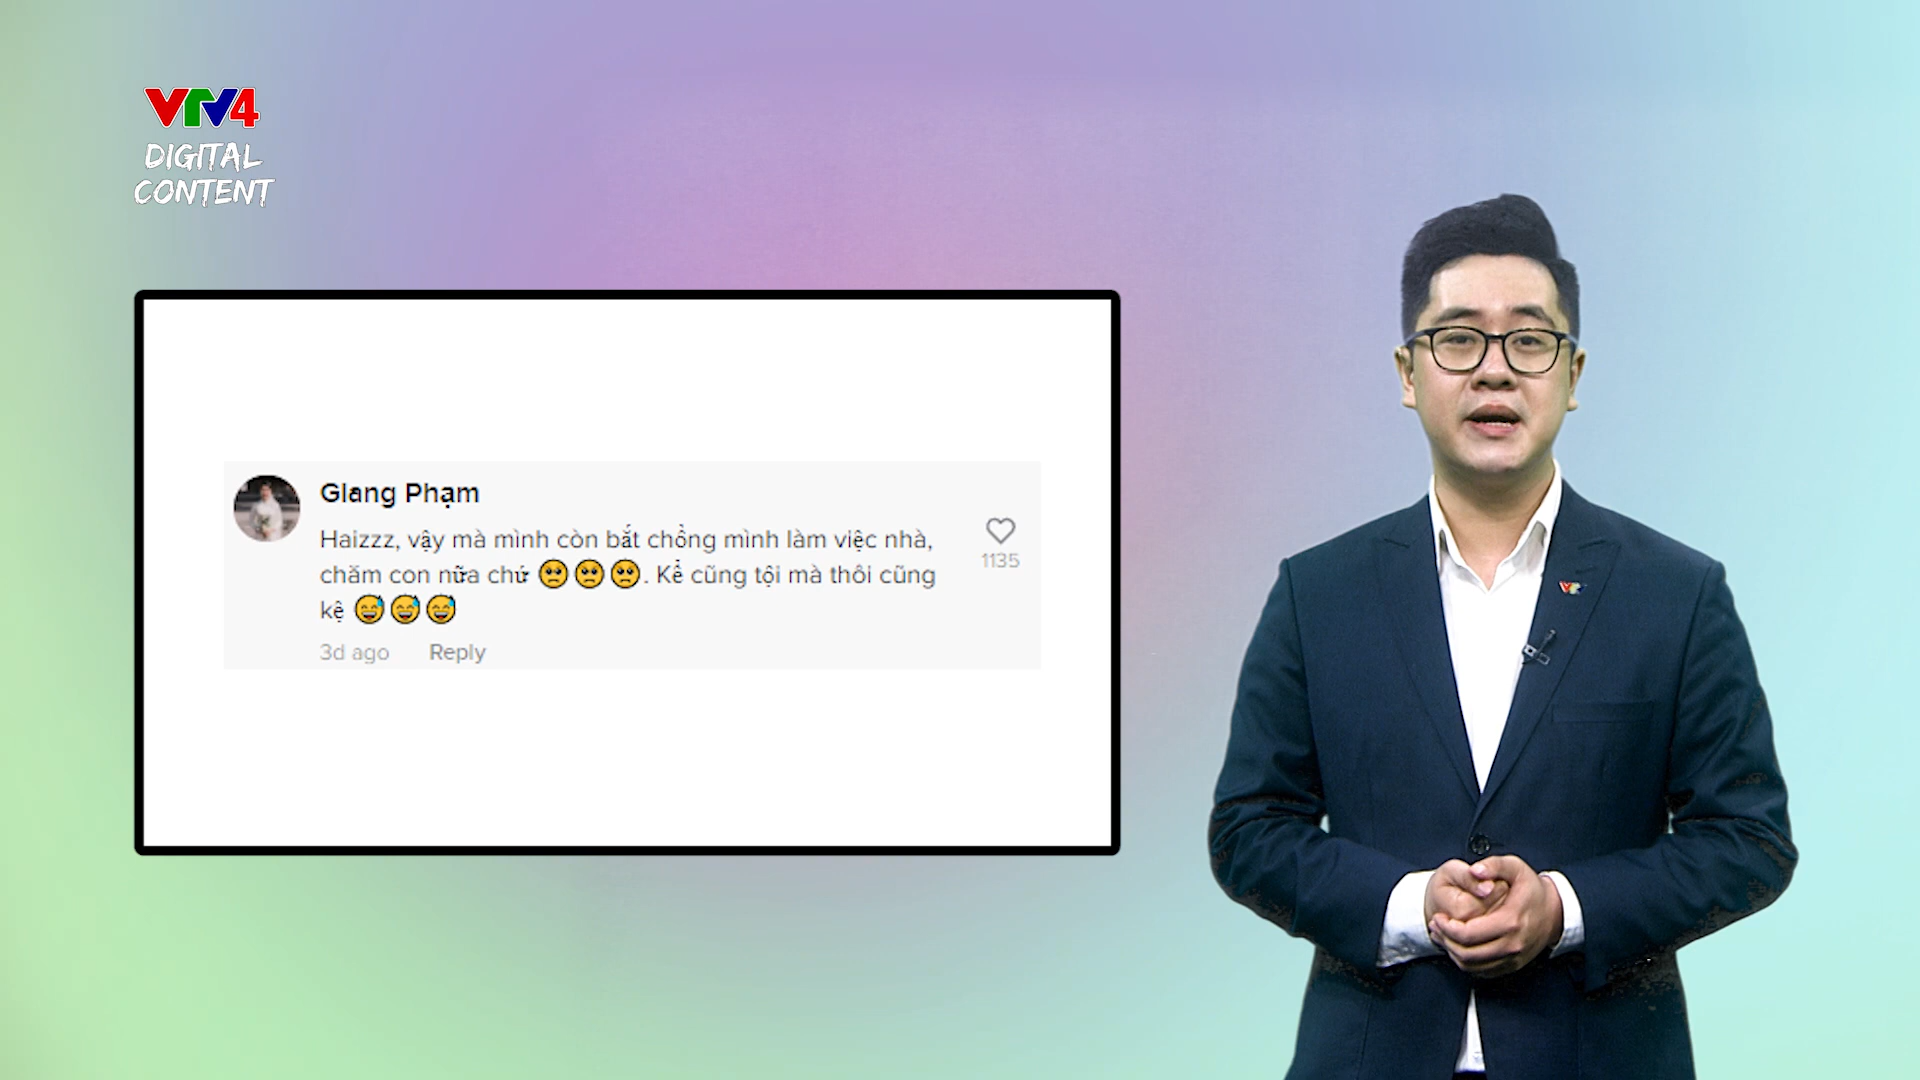 VTV4
DIGITAL
CONTENT
Giang Phạm
Haizzz, vậy mà mình còn bắt chồng mình làm việc nhà,
chăm con nữa chứ 🥺🥺🥺. Kể cũng tội mà thôi cũng
kệ 😅😅😅
1135
3d ago Reply
VTV